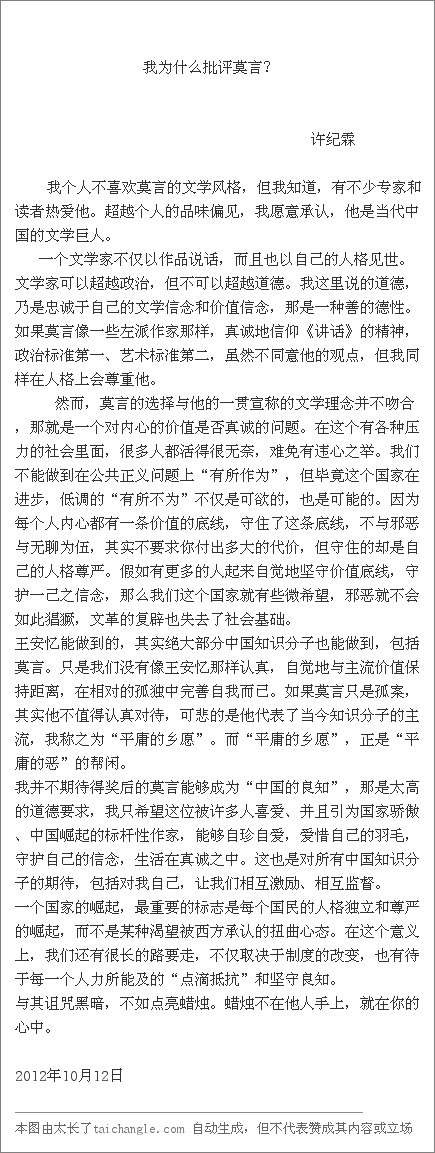 我为什么批评莫言？
许纪霖
我个人不喜欢莫言的文学风格，但我知道，有不少专家和
读者热爱他。超越个人的品味偏见，我愿意承认，他是当代中
国的文学巨人。
一个文学家不仅以作品说话，而且也以自己的人格见世。
文学家可以超越政治，但不可以超越道德。我这里说的道德，
乃是忠诚于自己的文学信念和价值信念，那是一种善的德性。
如果莫言像一些左派作家那样，真诚地信仰《讲话》的精神，
政治标准第一、艺术标准第二，虽然不同意他的观点，但我同
样在人格上会尊重他。
然而，莫言的选择与他的一贯宣称的文学理念并不吻合
，那就是一个对内心的价值是否真诚的问题。在这个有各种压
力的社会里面，很多人都活得很无奈，难免有违心之举。我们
不能做到在公共正义问题上“有所作为”，但毕竟这个国家在
进步，低调的“有所不为”不仅是可欲的，也是可能的。因为
每个人内心都有一条价值的底线，守住了这条底线，不与邪恶
与无聊为伍，其实不要求你付出多大的代价，但守住的却是自
己的人格尊严。假如有更多的人起来自觉地坚守价值底线，守
护一己之信念，那么我们这个国家就有些微希望，邪恶就不会
如此猖獗，文革的复辟也失去了社会基础。
王安忆能做到的，其实绝大部分中国知识分子也能做到，包括
莫言。只是我们没有像王安忆那样认真，自觉地与主流价值保
持距离，在相对的孤独中完善自我而已。如果莫言只是孤案，
其实他不值得认真对待，可悲的是他代表了当今知识分子的主
流，我称之为“平庸的乡愿”。而“平庸的乡愿”，正是“平
庸的恶”的帮闲。
我并不期待得奖后的莫言能够成为“中国的良知”，那是太高
的道德要求，我只希望这位被许多人喜爱、并且引为国家骄傲
、中国崛起的标杆性作家，能够自珍自爱，爱惜自己的羽毛，
守护自己的信念，生活在真诚之中。这也是对所有中国知识分
子的期待，包括对我自己，让我们相互激励、相互监督。
一个国家的崛起，最重要的标志是每个国民的人格独立和尊严
的崛起，而不是某种渴望被西方承认的扭曲心态。在这个意义
上，我们还有很长的路要走，不仅取决于制度的改变，也有待
于每一个人力所能及的“点滴抵抗”和坚守良知。
与其诅咒黑暗，不如点亮蜡烛。蜡烛不在他人手上，就在你的
心中。
2012年10月12日
本图由太长了taichangle.com 自动生成，但不代表赞成其内容或立场